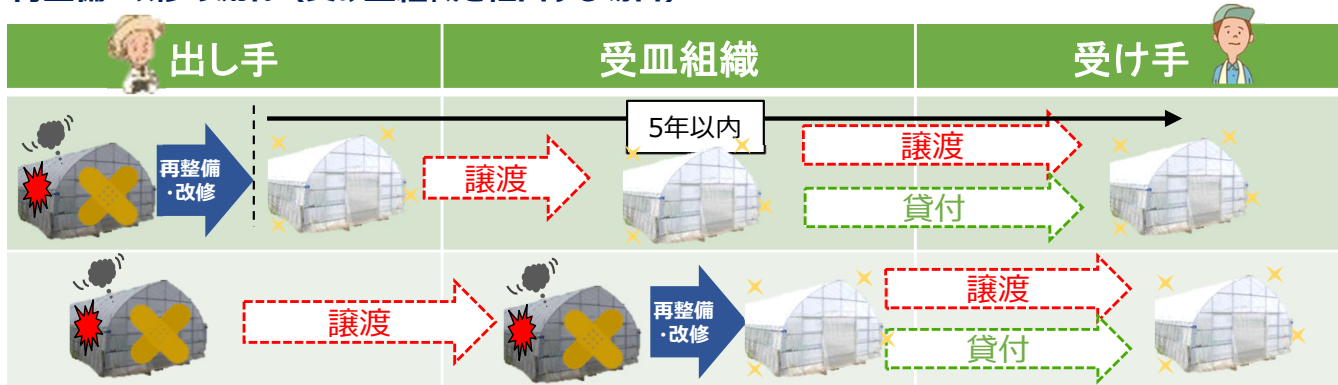 出し手
受皿組織
受け手
5年以内
再整備
・改修
譲渡
譲渡
貸付
譲渡
再整備
・改修
譲渡
貸付